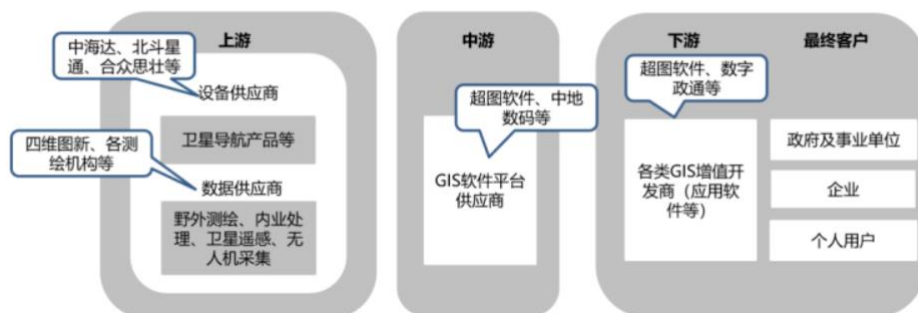 上游
中海达、北斗星
通、合众思壮等
设备供应商
卫星导航产品等
四维图新、各测
绘机构等
数据供应商
野外测绘、内业处
理、卫星遥感、无
人机采集
中游
超图软件、中地
数码等
GIS软件平台
供应商
下游
最终客户
超图软件、数字
政通等
各类GIS增值开
发商（应用软
件等）
政府及事业单位
企业
个人用户